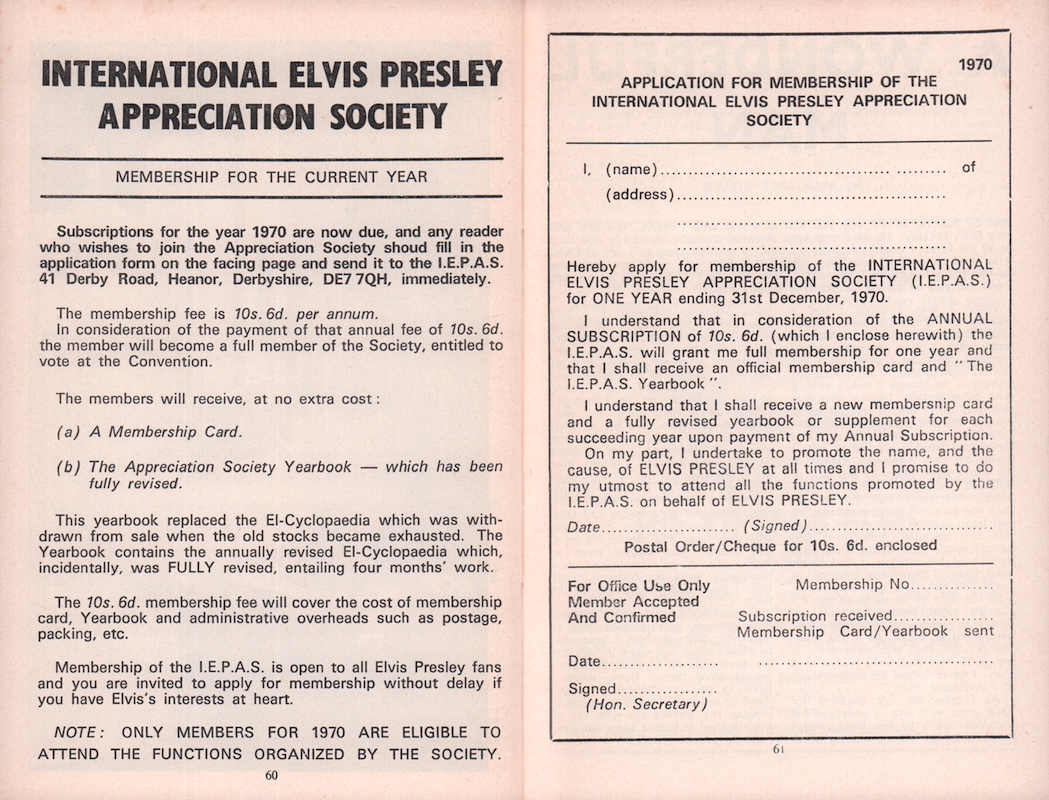 INTERNATIONAL ELVIS PRESLEY
APPRECIATION SOCIETY
MEMBERSHIP FOR THE CURRENT YEAR
Subscriptions for the year 1970 are now due, and any reader
who wishes to join the Appreciation Society shoud fill in the
application form on the facing page and send it to the I.E.P.A.S.
41 Derby Road, Heanor, Derbyshire, DE7 7QH, immediately.
The membership fee is 10s. 6d. per annum.
In consideration of the payment of that annual fee of 10s. 6d.
the member will become a full member of the Society, entitled to
vote at the Convention.
The members will receive, at no extra cost :
(a) A Membership Card.
(b) The Appreciation Society Yearbook — which has been
fully revised.
This yearbook replaced the El-Cyclopaedia which was with-
drawn from sale when the old stocks became exhausted. The
Yearbook contains the annually revised El-Cyclopaedia which,
incidentally, was FULLY revised, entailing four months' work.
The 10s. 6d. membership fee will cover the cost of membership
card, Yearbook and administrative overheads such as postage,
packing, etc.
Membership of the I.E.P.A.S. is open to all Elvis Presley fans
and you are invited to apply for membership without delay if
you have Elvis's interests at heart.
NOTE : ONLY MEMBERS FOR 1970 ARE ELIGIBLE TO
ATTEND THE FUNCTIONS ORGANIZED BY THE SOCIETY.
60
1970
APPLICATION FOR MEMBERSHIP OF THE
INTERNATIONAL ELVIS PRESLEY APPRECIATION
SOCIETY
I, (name)............................................... ......... of
(address).......................................................
.......................................................
.......................................................
Hereby apply for membership of the INTERNATIONAL
ELVIS PRESLEY APPRECIATION SOCIETY (I.E.P.A.S.)
for ONE YEAR ending 31st December, 1970.
I understand that in consideration of the ANNUAL
SUBSCRIPTION of 10s. 6d. (which I enclose herewith) the
I.E.P.A.S. will grant me full membership for one year and
that I shall receive an official membership card and "The
I.E.P.A.S. Yearbook".
I understand that I shall receive a new membership card
and a fully revised yearbook or supplement for each
succeeding year upon payment of my Annual Subscription.
On my part, I undertake to promote the name, and the
cause, of ELVIS PRESLEY at all times and I promise to do
my utmost to attend all the functions promoted by the
I.E.P.A.S. on behalf of ELVIS PRESLEY.
Date........................ (Signed)...................................
Postal Order/Cheque for 10s. 6d. enclosed
For Office Use Only Membership No...............
Member Accepted
And Confirmed Subscription received..................
Membership Card/Yearbook sent
Date..................... ...........................................
Signed..................
(Hon. Secretary)
61